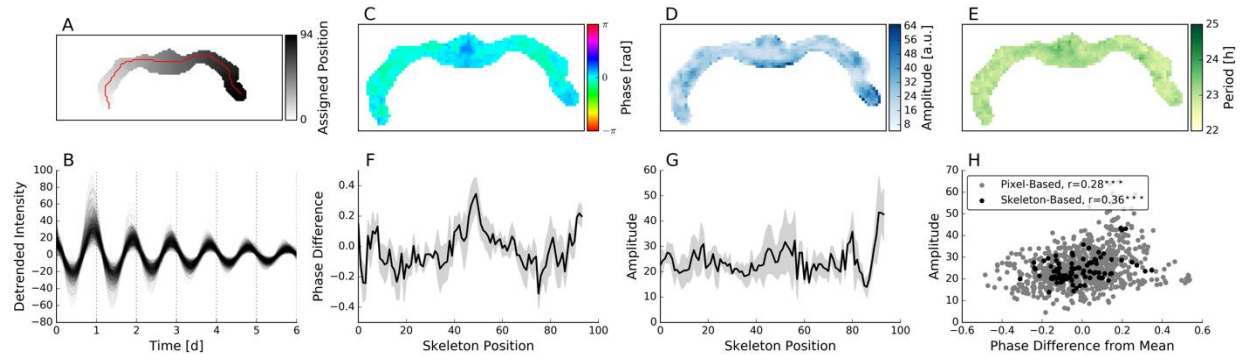 A
94
Assigned Position
0
C
π
Phase [rad]
0
−π
D
64
56
48
40
32
24
16
8
Amplitude [a.u.]
E
25
24
23
22
Period [h]
B
100
80
60
40
20
0
−20
−40
−60
−80
Detrended Intensity
0 1 2 3 4 5 6
Time [d]
F
0.4
0.2
0.0
−0.2
−0.4
Phase Difference
0 20 40 60 80 100
Skeleton Position
G
60
50
40
30
20
10
0
Amplitude
0 20 40 60 80 100
Skeleton Position
H
70
60
50
40
30
20
10
0
Amplitude
Pixel-Based, r=0.28***
Skeleton-Based, r=0.36***
−0.6 −0.4 −0.2 0.0 0.2 0.4 0.6
Phase Difference from Mean